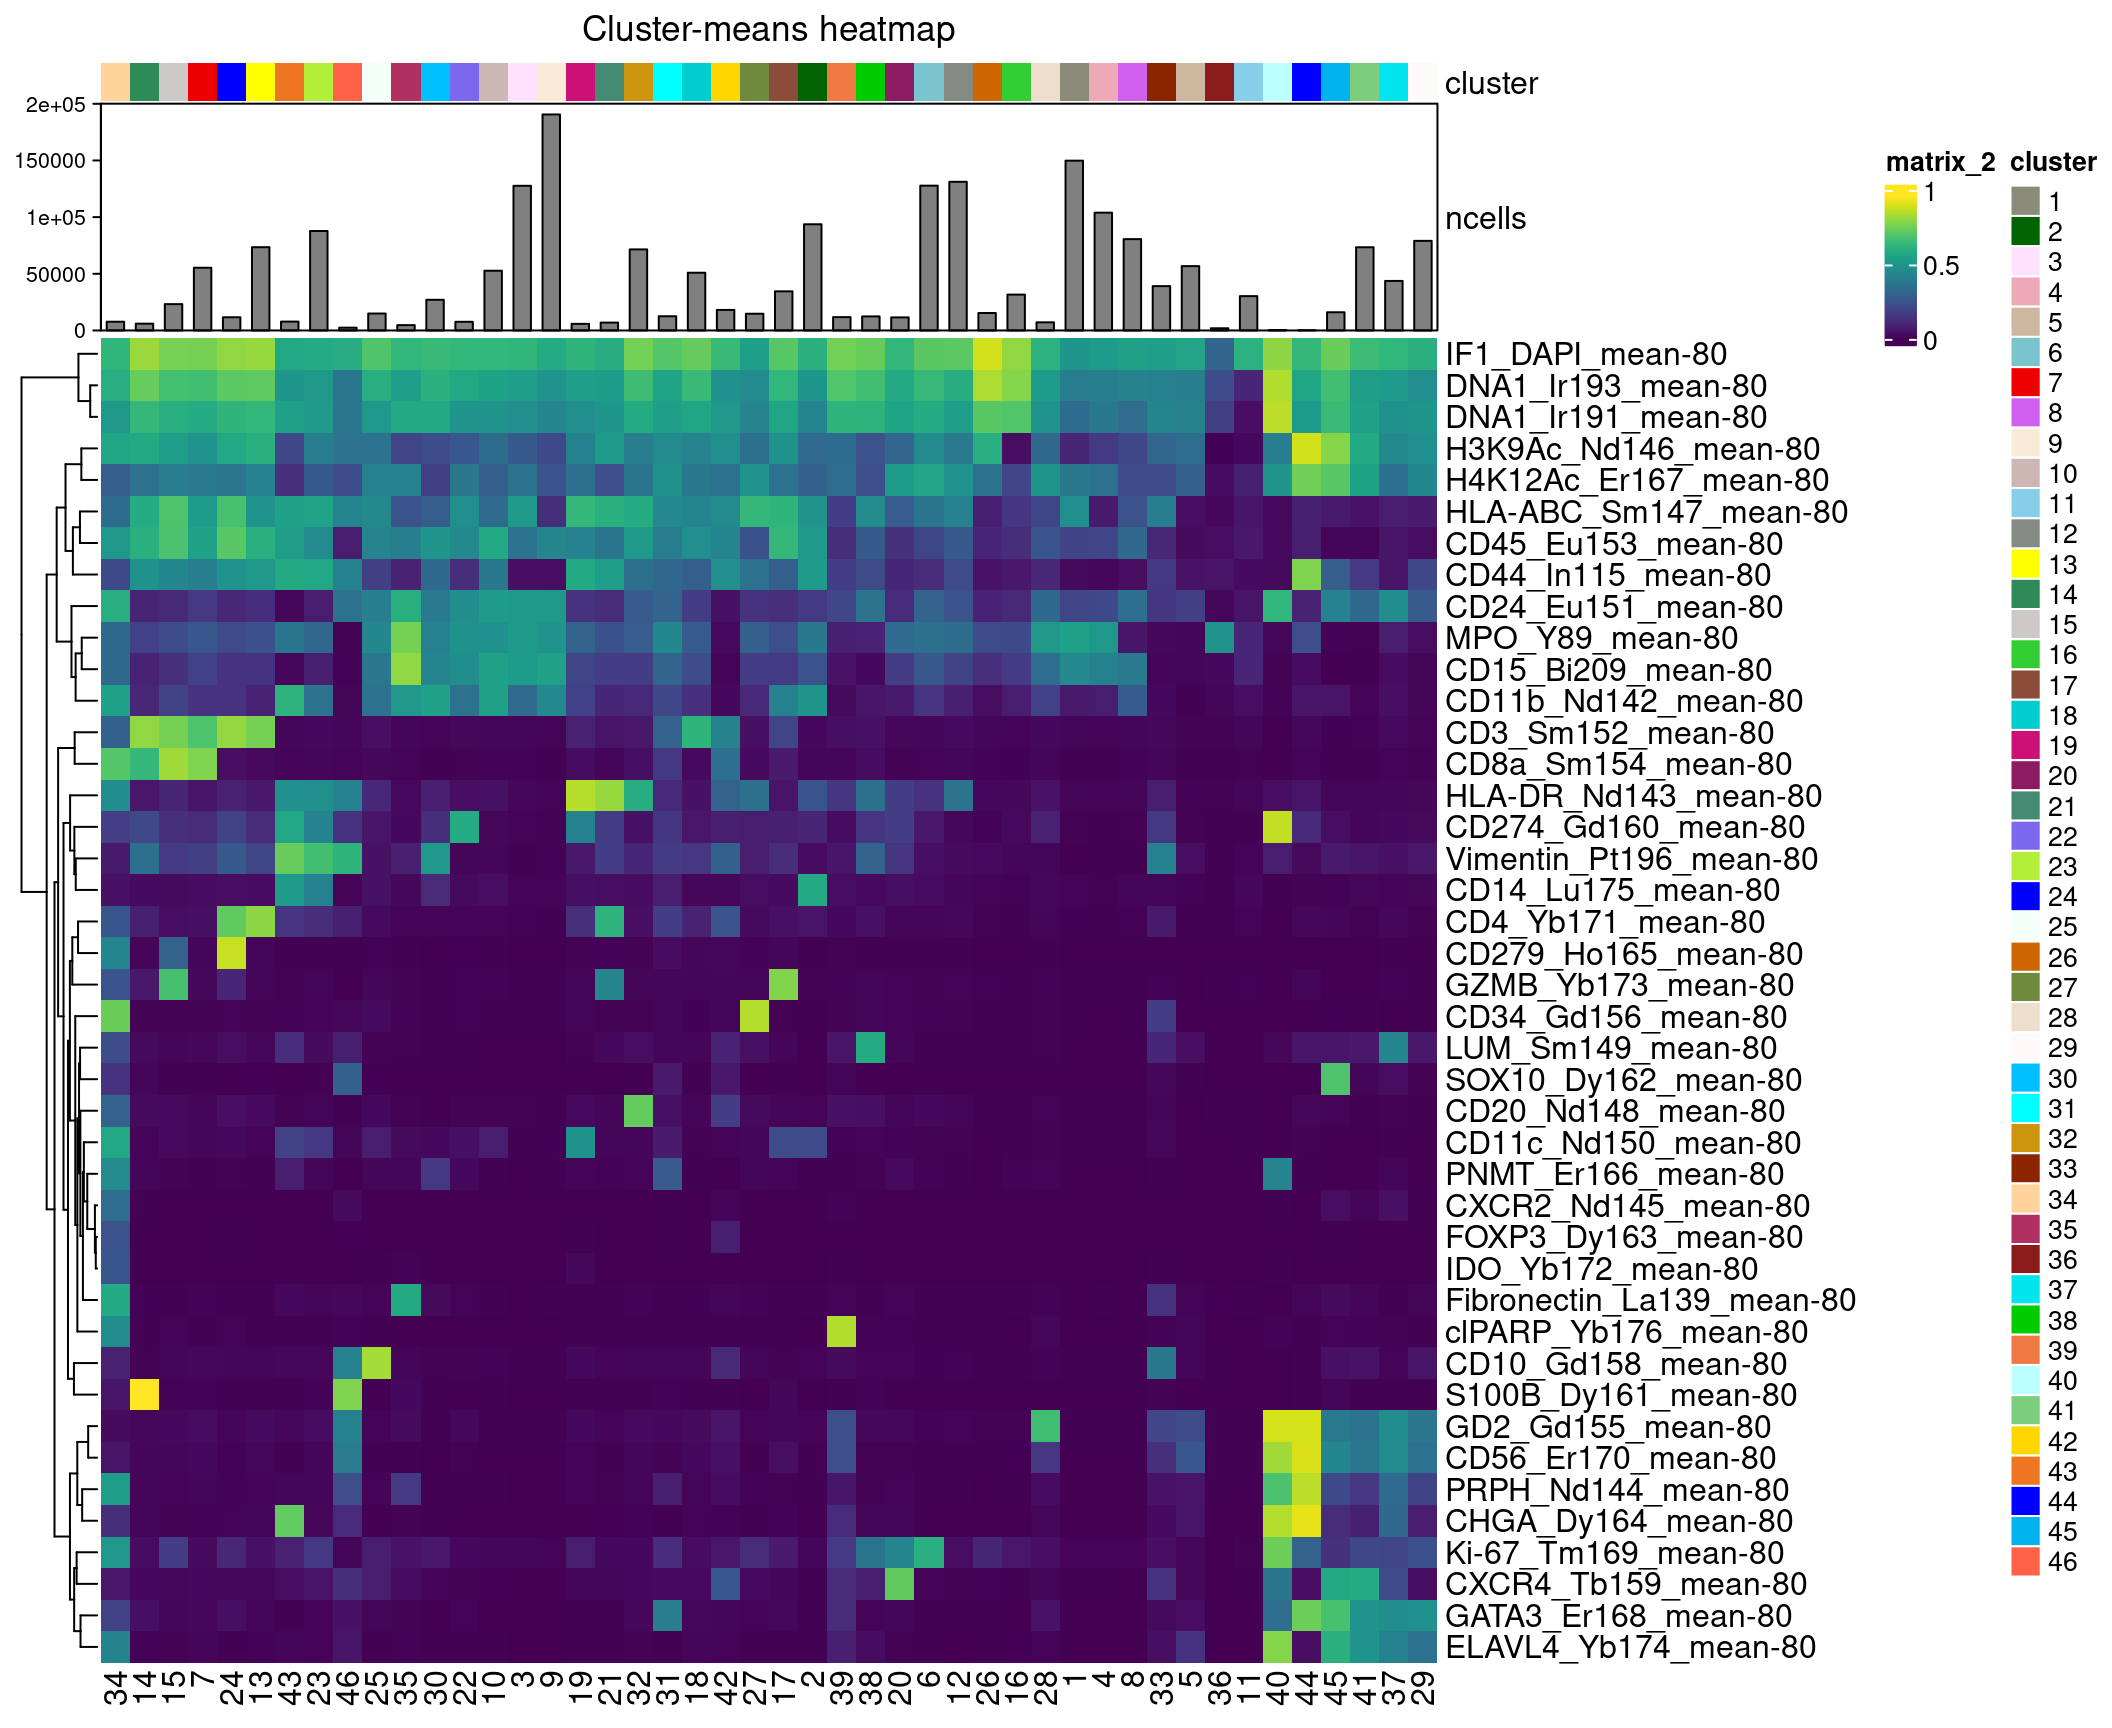 Cluster-means heatmap
cluster
2e+05
150000
1e+05
50000
0
ncells
matrix_2
1
0.5
0
cluster
1
2
3
4
5
6
7
8
9
10
11
12
13
14
15
16
17
18
19
20
21
22
23
24
25
26
27
28
29
30
31
32
33
34
35
36
37
38
39
40
41
42
43
44
45
46
IF1_DAPI_mean-80
DNA1_Ir193_mean-80
DNA1_Ir191_mean-80
H3K9Ac_Nd146_mean-80
H4K12Ac_Er167_mean-80
HLA-ABC_Sm147_mean-80
CD45_Eu153_mean-80
CD44_In115_mean-80
CD24_Eu151_mean-80
MPO_Y89_mean-80
CD15_Bi209_mean-80
CD11b_Nd142_mean-80
CD3_Sm152_mean-80
CD8a_Sm154_mean-80
HLA-DR_Nd143_mean-80
CD274_Gd160_mean-80
Vimentin_Pt196_mean-80
CD14_Lu175_mean-80
CD4_Yb171_mean-80
CD279_Ho165_mean-80
GZMB_Yb173_mean-80
CD34_Gd156_mean-80
LUM_Sm149_mean-80
SOX10_Dy162_mean-80
CD20_Nd148_mean-80
CD11c_Nd150_mean-80
PNMT_Er166_mean-80
CXCR2_Nd145_mean-80
FOXP3_Dy163_mean-80
IDO_Yb172_mean-80
Fibronectin_La139_mean-80
clPARP_Yb176_mean-80
CD10_Gd158_mean-80
S100B_Dy161_mean-80
GD2_Gd155_mean-80
CD56_Er170_mean-80
PRPH_Nd144_mean-80
CHGA_Dy164_mean-80
Ki-67_Tm169_mean-80
CXCR4_Tb159_mean-80
GATA3_Er168_mean-80
ELAVL4_Yb174_mean-80
34 14 15 7 24 13 43 23 46 25 35 30 22 10 3 9 19 21 32 31 18 42 27 17 2 39 38 20 6 12 26 16 28 1 4 8 33 5 36 11 40 44 45 41 37 29